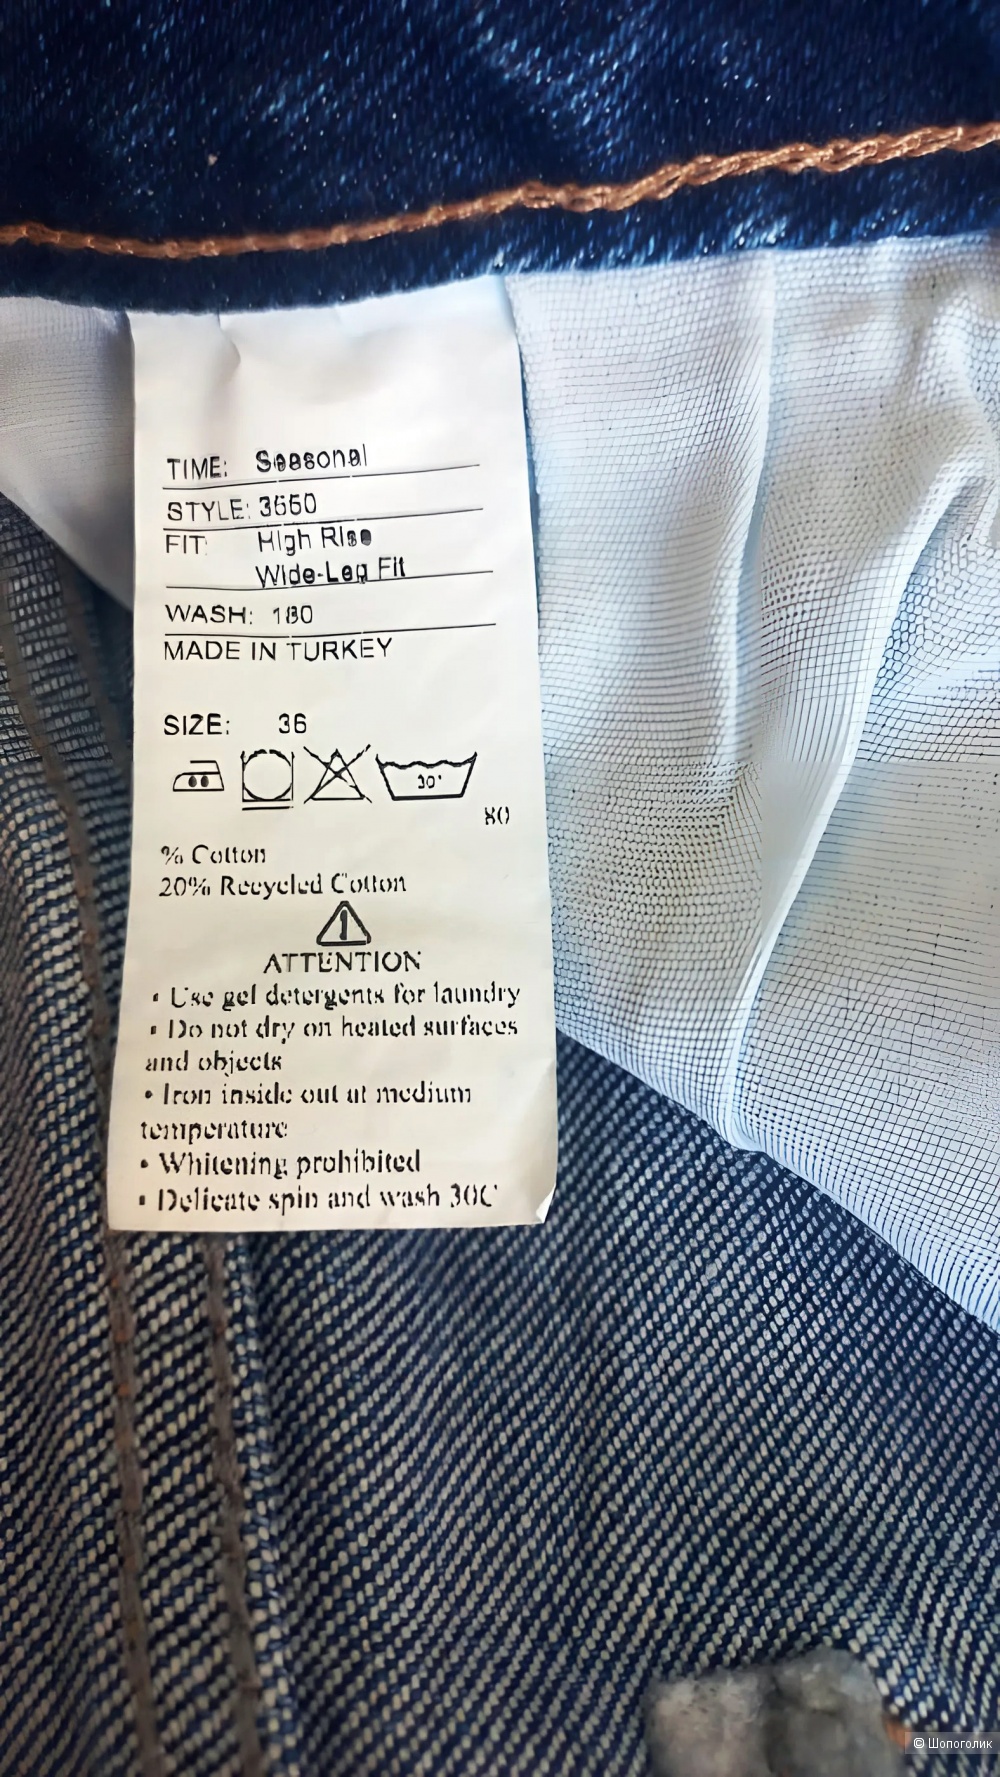 TIME: Seasonal
STYLE: 3550
FIT: High Rise
Wide-Leg Fit
WASH: 180
MADE IN TURKEY
SIZE: 36
30°
80
% Cotton
20% Recycled Cotton
ATTENTION
• Use gel detergents for laundry
• Do not dry on heated surfaces
and objects
• Iron inside out at medium
temperature
• Whitening prohibited
• Delicate spin and wash 30C°
© Шопоголик